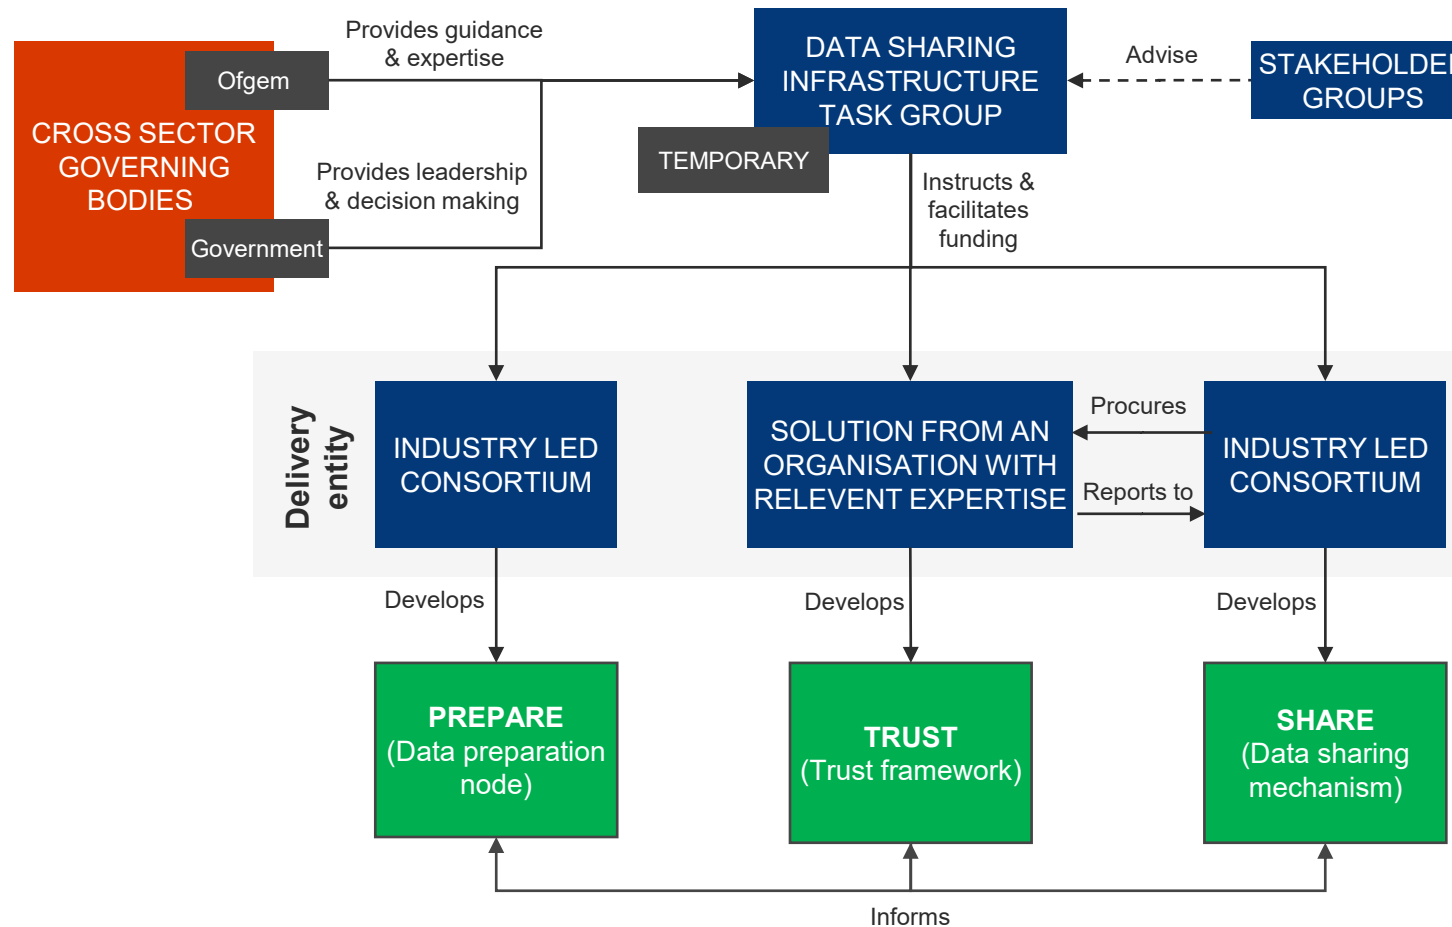 Provides guidance
& expertise
Ofgem
CROSS SECTOR
GOVERNING
BODIES
Provides leadership
& decision making
Government
DATA SHARING
INFRASTRUCTURE
TASK GROUP
TEMPORARY
Advise
STAKEHOLDER
GROUPS
Instructs &
facilitates
funding
Delivery
entity
INDUSTRY LED
CONSORTIUM
SOLUTION FROM AN
ORGANISATION WITH
RELEVENT EXPERTISE
Procures
Reports to
INDUSTRY LED
CONSORTIUM
Develops
Develops
Develops
PREPARE
(Data preparation
node)
TRUST
(Trust framework)
SHARE
(Data sharing
mechanism)
Informs